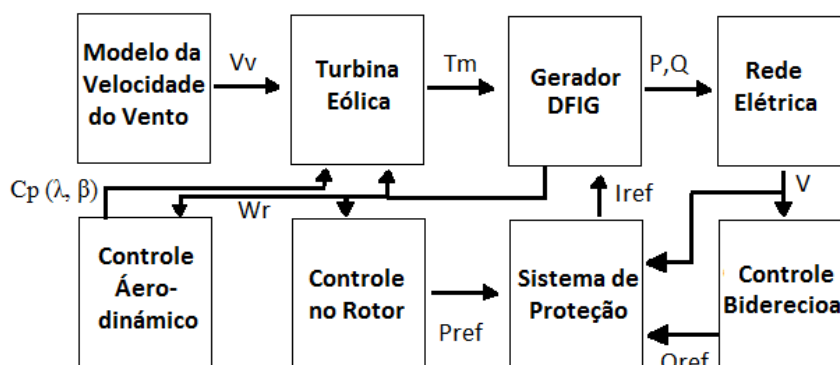 Modelo da
Velocidade
do Vento
Vv
Turbina
Eólica
Tm
Gerador
DFIG
P,Q
Rede
Elétrica
Cp (λ, β)
Wr
Iref
V
Controle
Áero-
dinámico
Controle
no Rotor
Pref
Sistema de
Proteção
Controle
Biderecioa
Qref